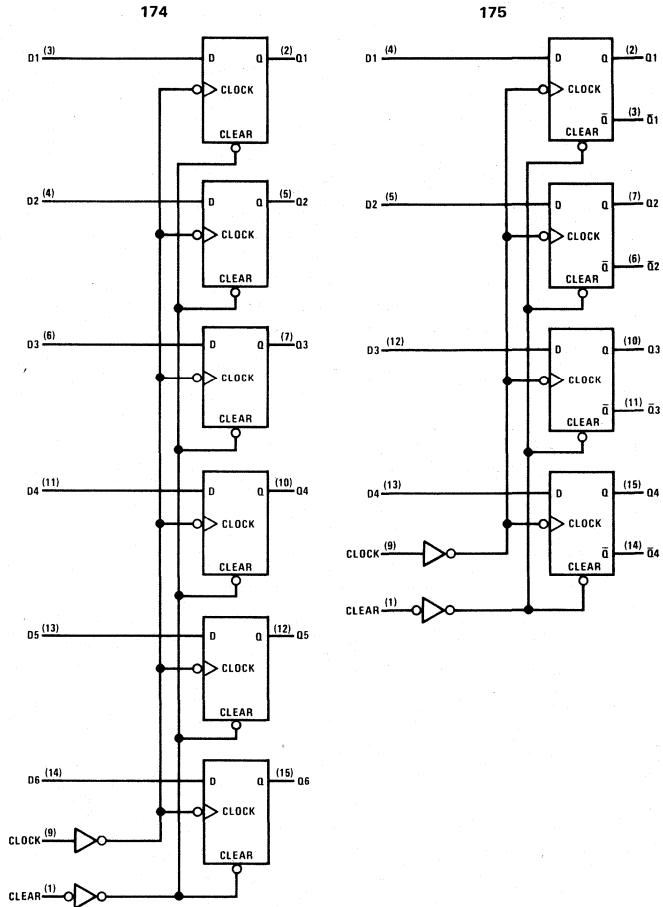 174
D1 (3) D Q (2) Q1
CLOCK
CLEAR
D2 (4) D Q (5) Q2
CLOCK
CLEAR
D3 (6) D Q (7) Q3
CLOCK
CLEAR
D4 (11) D Q (10) Q4
CLOCK
CLEAR
D5 (13) D Q (12) Q5
CLOCK
CLEAR
D6 (14) D Q (15) Q6
CLOCK
CLOCK (9)
CLEAR
CLEAR (1)
175
D1 (4) D Q (2) Q1
CLOCK
Q̅ (3) Q̅1
CLEAR
D2 (5) D Q (7) Q2
CLOCK
Q̅ (6) Q̅2
CLEAR
D3 (12) D Q (10) Q3
CLOCK
Q̅ (11) Q̅3
CLEAR
D4 (13) D Q (15) Q4
CLOCK
CLOCK (9) Q̅ (14) Q̅4
CLEAR
CLEAR (1)